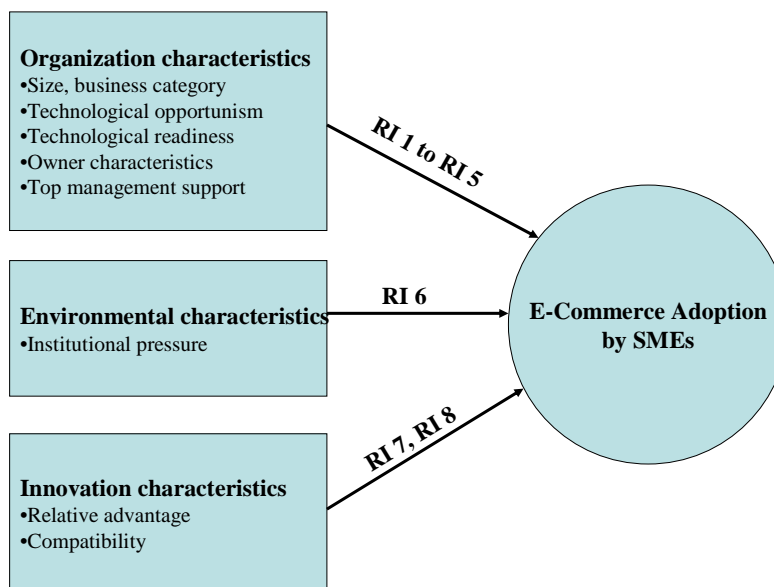 Organization characteristics
•Size, business category
•Technological opportunism
•Technological readiness
•Owner characteristics
•Top management support
RI 1 to RI 5
Environmental characteristics
•Institutional pressure
RI 6
E-Commerce Adoption
by SMEs
RI 7, RI 8
Innovation characteristics
•Relative advantage
•Compatibility